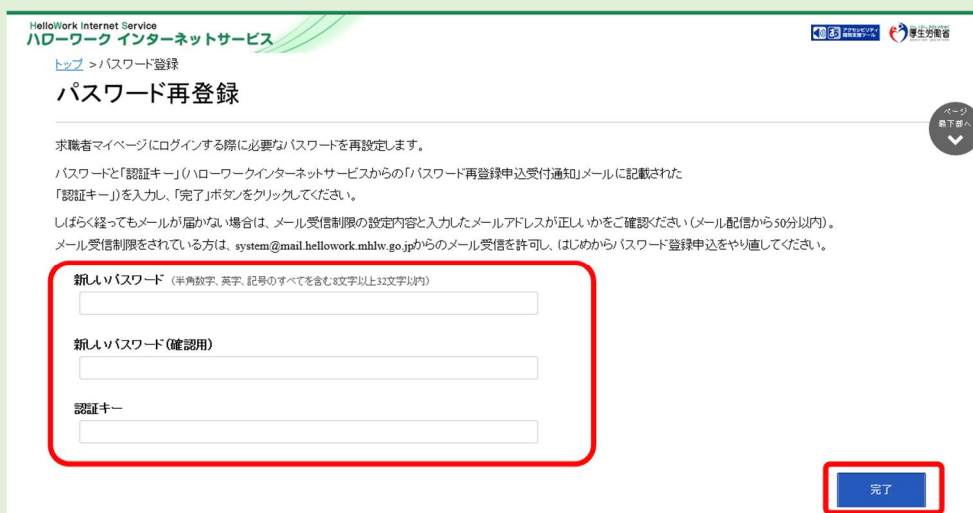 HelloWork Internet Service
ハローワーク インターネットサービス
厚生労働省
トップ >パスワード登録
パスワード再登録
ページ
最下部へ
求職者マイページにログインする際に必要なパスワードを再設定します。
パスワードと「認証キー」(ハローワークインターネットサービスからの「パスワード再登録申込受付通知」メールに記載された
「認証キー」)を入力し、「完了」ボタンをクリックしてください。
しばらく経ってもメールが届かない場合は、メール受信制限の設定内容と入力したメールアドレスが正しいかをご確認ください(メール配信から50分以内)。
メール受信制限をされている方は、system@mail.hellowork.mhlw.go.jpからのメール受信を許可し、はじめからパスワード登録申込をやり直してください。
新しいパスワード (半角数字、英字、記号のすべてを含む8文字以上32文字以内)
新しいパスワード(確認用)
認証キー
完了